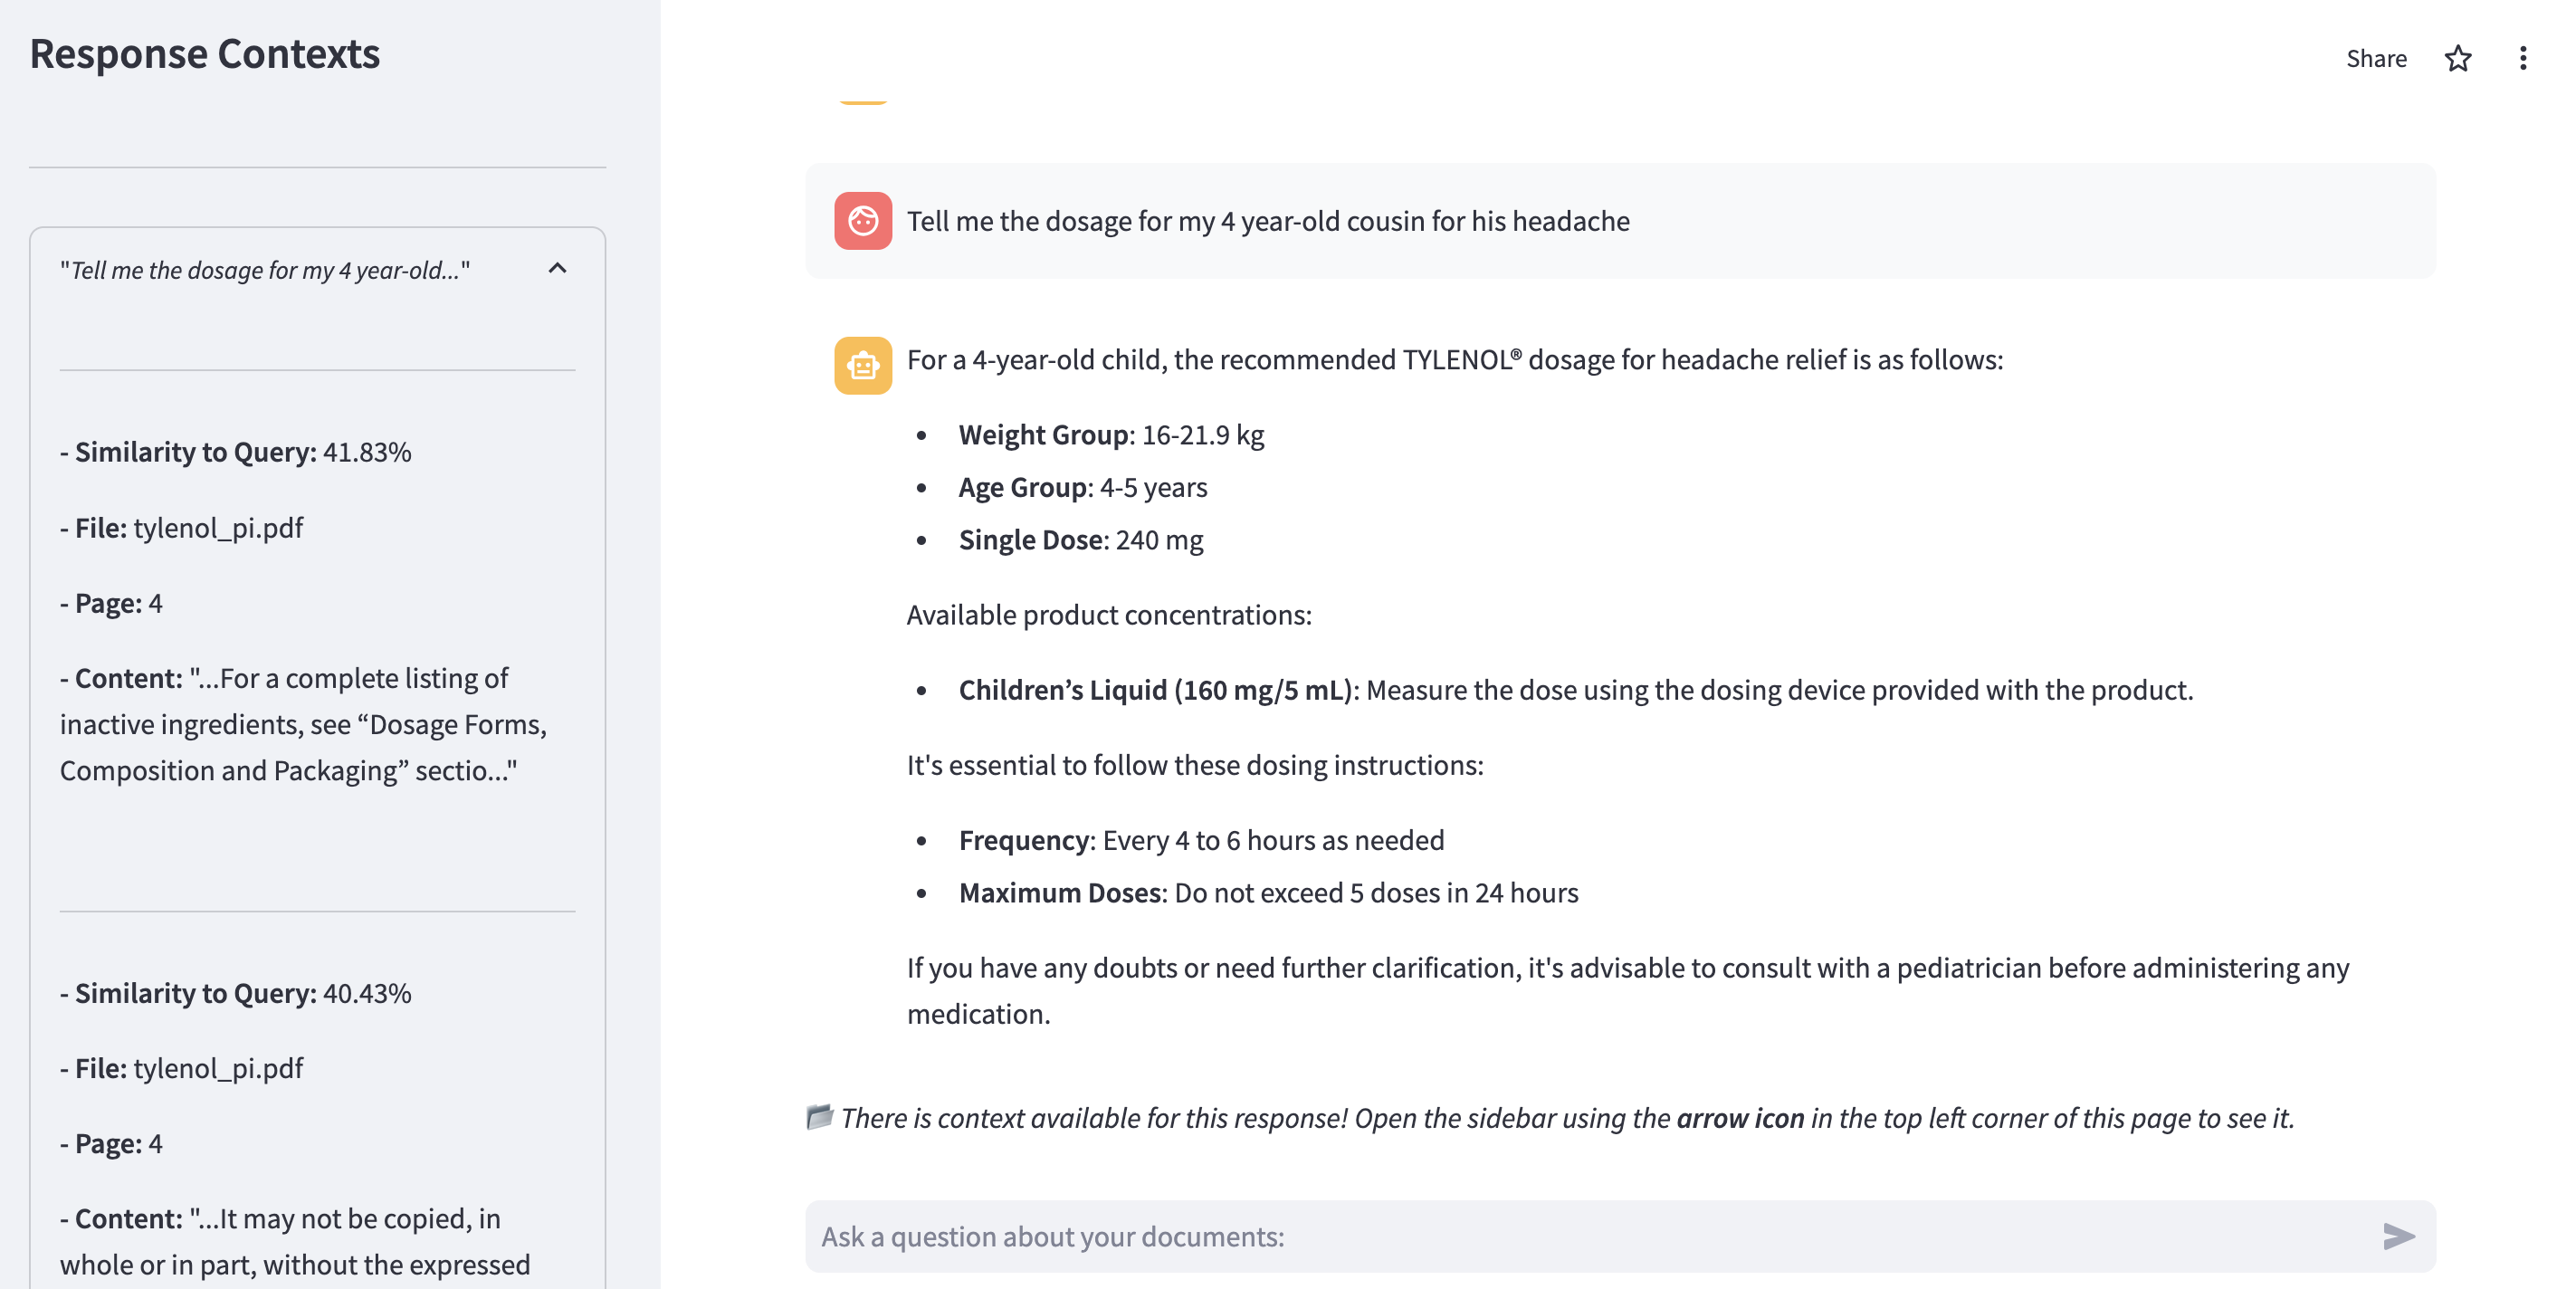 Response Contexts
"Tell me the dosage for my 4 year-old..."
- Similarity to Query: 41.83%
- File: tylenol_pi.pdf
- Page: 4
- Content: "...For a complete listing of
inactive ingredients, see “Dosage Forms,
Composition and Packaging” sectio..."
- Similarity to Query: 40.43%
- File: tylenol_pi.pdf
- Page: 4
- Content: "...It may not be copied, in
whole or in part, without the expressed
Share
Tell me the dosage for my 4 year-old cousin for his headache
For a 4-year-old child, the recommended TYLENOL® dosage for headache relief is as follows:
• Weight Group: 16-21.9 kg
• Age Group: 4-5 years
• Single Dose: 240 mg
Available product concentrations:
• Children’s Liquid (160 mg/5 mL): Measure the dose using the dosing device provided with the product.
It's essential to follow these dosing instructions:
• Frequency: Every 4 to 6 hours as needed
• Maximum Doses: Do not exceed 5 doses in 24 hours
If you have any doubts or need further clarification, it's advisable to consult with a pediatrician before administering any
medication.
There is context available for this response! Open the sidebar using the arrow icon in the top left corner of this page to see it.
Ask a question about your documents: